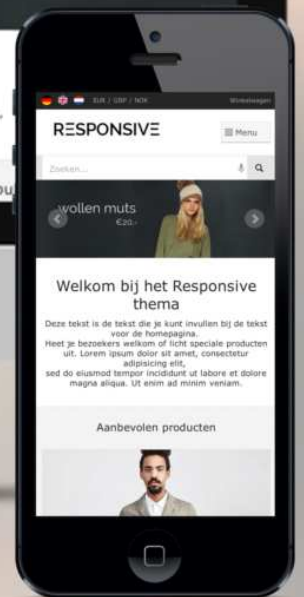 EUR / GBP / NOK
Winkelwagen
RESPONSIVE
Menu
Zoeken...
wollen muts
€20,-
Welkom bij het Responsive
thema
Deze tekst is de tekst die je kunt invullen bij de tekst
voor de homepagina.
Heet je bezoekers welkom of licht speciale producten
uit. Lorem ipsum dolor sit amet, consectetur
adipisicing elit,
sed do eiusmod tempor incididunt ut labore et dolore
magna aliqua. Ut enim ad minim veniam.
Aanbevolen producten